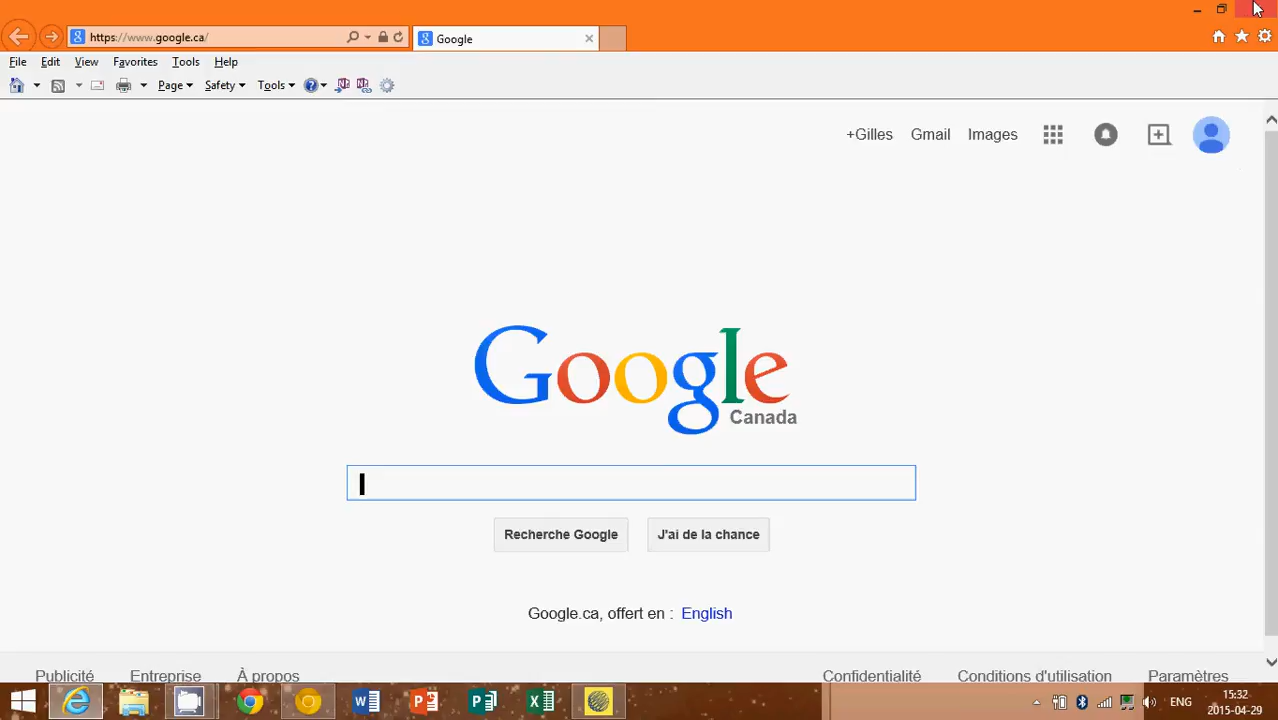 https://www.google.ca/
Google
File Edit View Favorites Tools Help
Page Safety Tools
+Gilles Gmail Images
Google
Canada
Recherche Google J'ai de la chance
Google.ca, offert en : English
Publicité Entreprise À propos Confidentialité Conditions d'utilisation Paramètres
ENG
15:32
2015-04-29